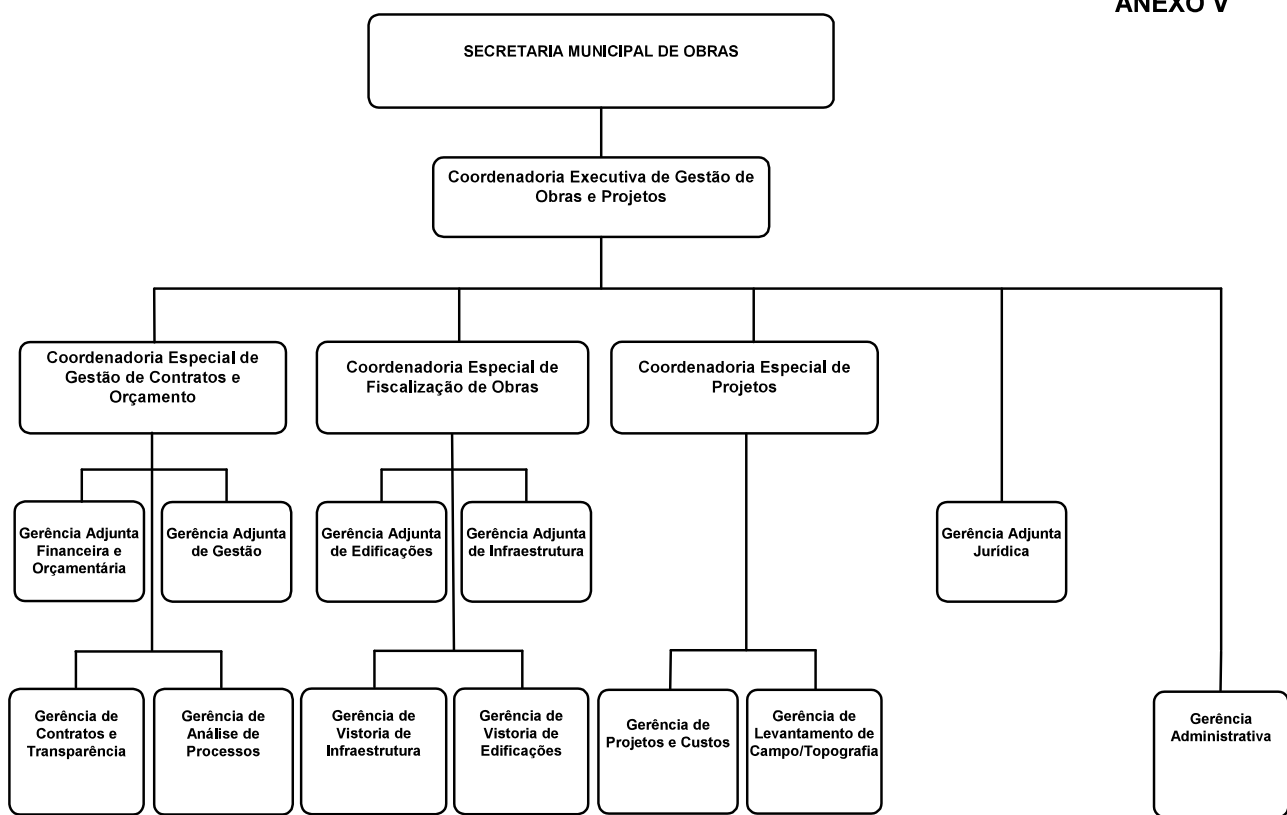 ANEXO V
SECRETARIA MUNICIPAL DE OBRAS
Coordenadoria Executiva de Gestão de
Obras e Projetos
Coordenadoria Especial de
Gestão de Contratos e
Orçamento
Coordenadoria Especial de
Fiscalização de Obras
Coordenadoria Especial de
Projetos
Gerência Adjunta
Financeira e
Orçamentária
Gerência Adjunta
de Gestão
Gerência Adjunta
de Edificações
Gerência Adjunta
de Infraestrutura
Gerência Adjunta
Jurídica
Gerência de
Contratos e
Transparência
Gerência de
Análise de
Processos
Gerência de
Vistoria de
Infraestrutura
Gerência de
Vistoria de
Edificações
Gerência de
Projetos e Custos
Gerência de
Levantamento de
Campo/Topografia
Gerência
Administrativa